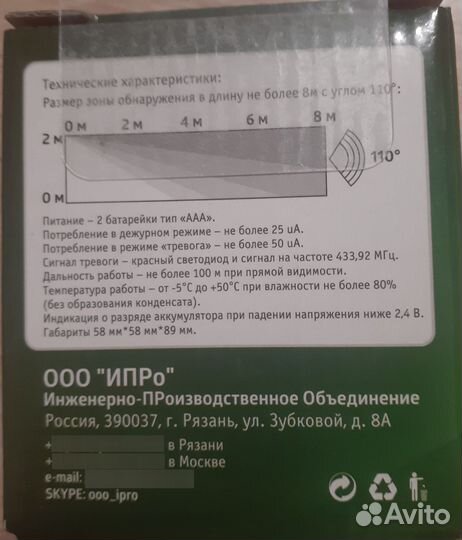 Технические характеристики:
Размер зоны обнаружения в длину не более 8м с углом 110°:
0 м 2 м 4 м 6 м 8 м
2 м
110°
0 м
Питание – 2 батарейки тип «ААА».
Потребление в дежурном режиме – не более 25 uA.
Потребление в режиме «тревога» – не более 50 uA.
Сигнал тревоги – красный светодиод и сигнал на частоте 433,92 МГц.
Дальность работы – не более 100 м при прямой видимости.
Температура работы – от -5°С до +50°С при влажности не более 80%
(без образования конденсата).
Индикация о разряде аккумулятора при падении напряжения ниже 2,4 В.
Габариты 58 мм*58 мм*89 мм.
ООО "ИПРо"
Инженерно-ПРоизводственное Объединение
Россия, 390037, г. Рязань, ул. Зубковой, д. 8А
+ в Рязани
+ в Москве
e-mail:
SKYPE: ooo_ipro
Avito